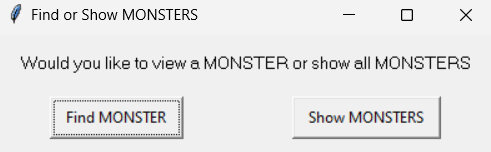 Find or Show MONSTERS
Would you like to view a MONSTER or show all MONSTERS
Find MONSTER
Show MONSTERS